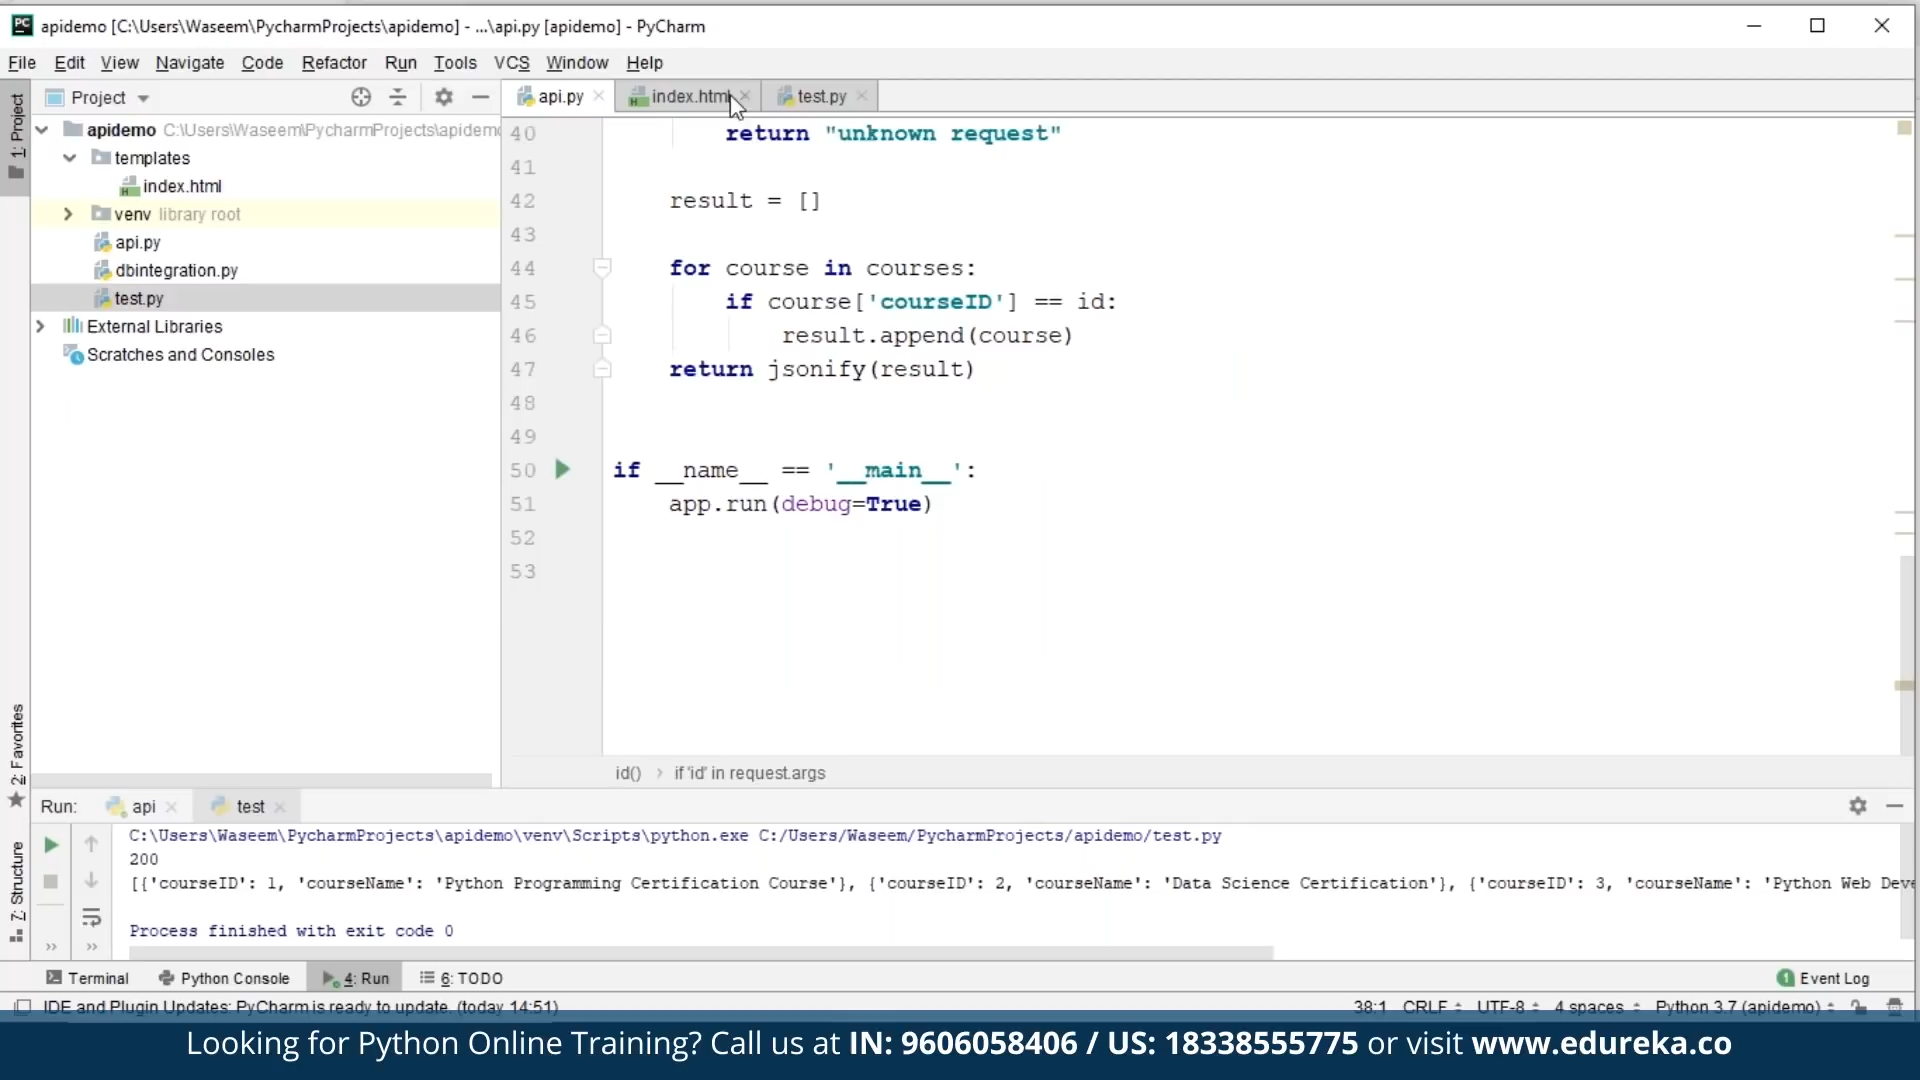 PC apidemo [C:\Users\Waseem\PycharmProjects\apidemo] - ...\api.py [apidemo] - PyCharm
File Edit View Navigate Code Refactor Run Tools VCS Window Help
1: Project
Project
api.py index.html test.py
apidemo C:\Users\Waseem\PycharmProjects\apidemo
templates
index.html
venv library root
api.py
dbintegration.py
test.py
External Libraries
Scratches and Consoles
40 return "unknown request"
41
42 result = []
43
44 for course in courses:
45 if course['courseID'] == id:
46 result.append(course)
47 return jsonify(result)
48
49
50 if __name__ == '__main__':
51 app.run(debug=True)
52
53
id() › if 'id' in request.args
2: Favorites
7: Structure
Run: api test
C:\Users\Waseem\PycharmProjects\apidemo\venv\Scripts\python.exe C:/Users/Waseem/PycharmProjects/apidemo/test.py
200
[{'courseID': 1, 'courseName': 'Python Programming Certification Course'}, {'courseID': 2, 'courseName': 'Data Science Certification'}, {'courseID': 3, 'courseName': 'Python Web Deve
Process finished with exit code 0
Terminal Python Console 4: Run 6: TODO 1 Event Log
IDE and Plugin Updates: PyCharm is ready to update. (today 14:51) 38:1 CRLF UTF-8 4 spaces Python 3.7 (apidemo)
Looking for Python Online Training? Call us at IN: 9606058406 / US: 18338555775 or visit www.edureka.co